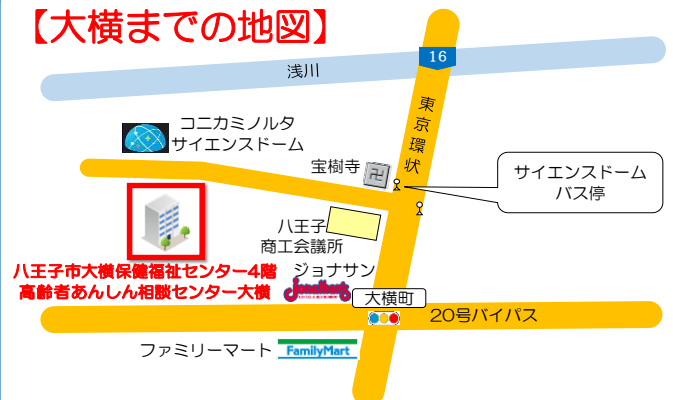 【大横までの地図】
16
浅川
東京環状
コニカミノルタ
サイエンスドーム
宝樹寺
卍
サイエンスドーム
バス停
八王子
商工会議所
八王子市大横保健福祉センター4階
高齢者あんしん相談センター大横
ジョナサン
Jonathan's
大横町
20号バイパス
ファミリーマート
FamilyMart